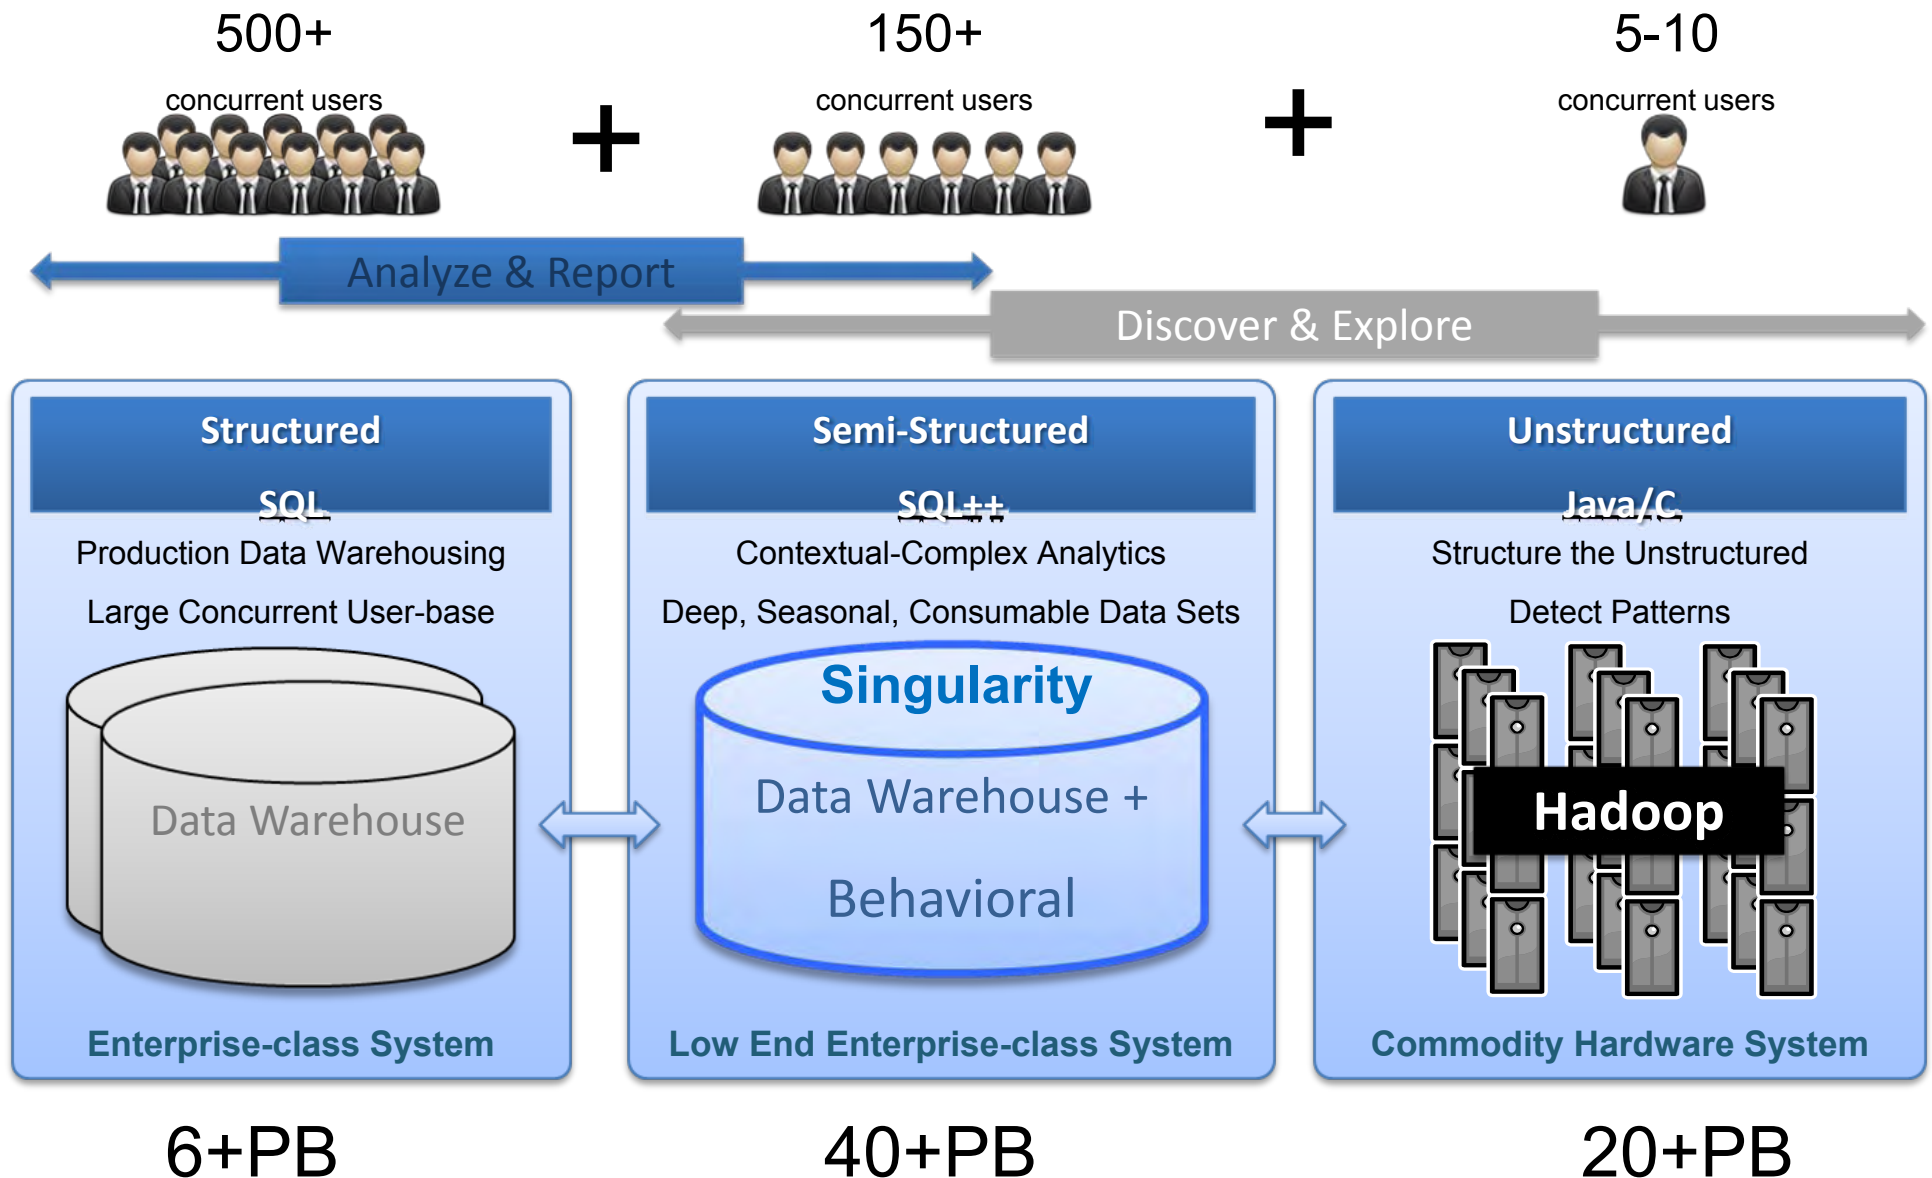 500+
concurrent users
+
150+
concurrent users
+
5-10
concurrent users
Analyze & Report
Discover & Explore
Structured
SQL
Production Data Warehousing
Large Concurrent User-base
Data Warehouse
Enterprise-class System
6+PB
Semi-Structured
SQL++
Contextual-Complex Analytics
Deep, Seasonal, Consumable Data Sets
Singularity
Data Warehouse +
Behavioral
Low End Enterprise-class System
40+PB
Unstructured
Java/C
Structure the Unstructured
Detect Patterns
Hadoop
Commodity Hardware System
20+PB